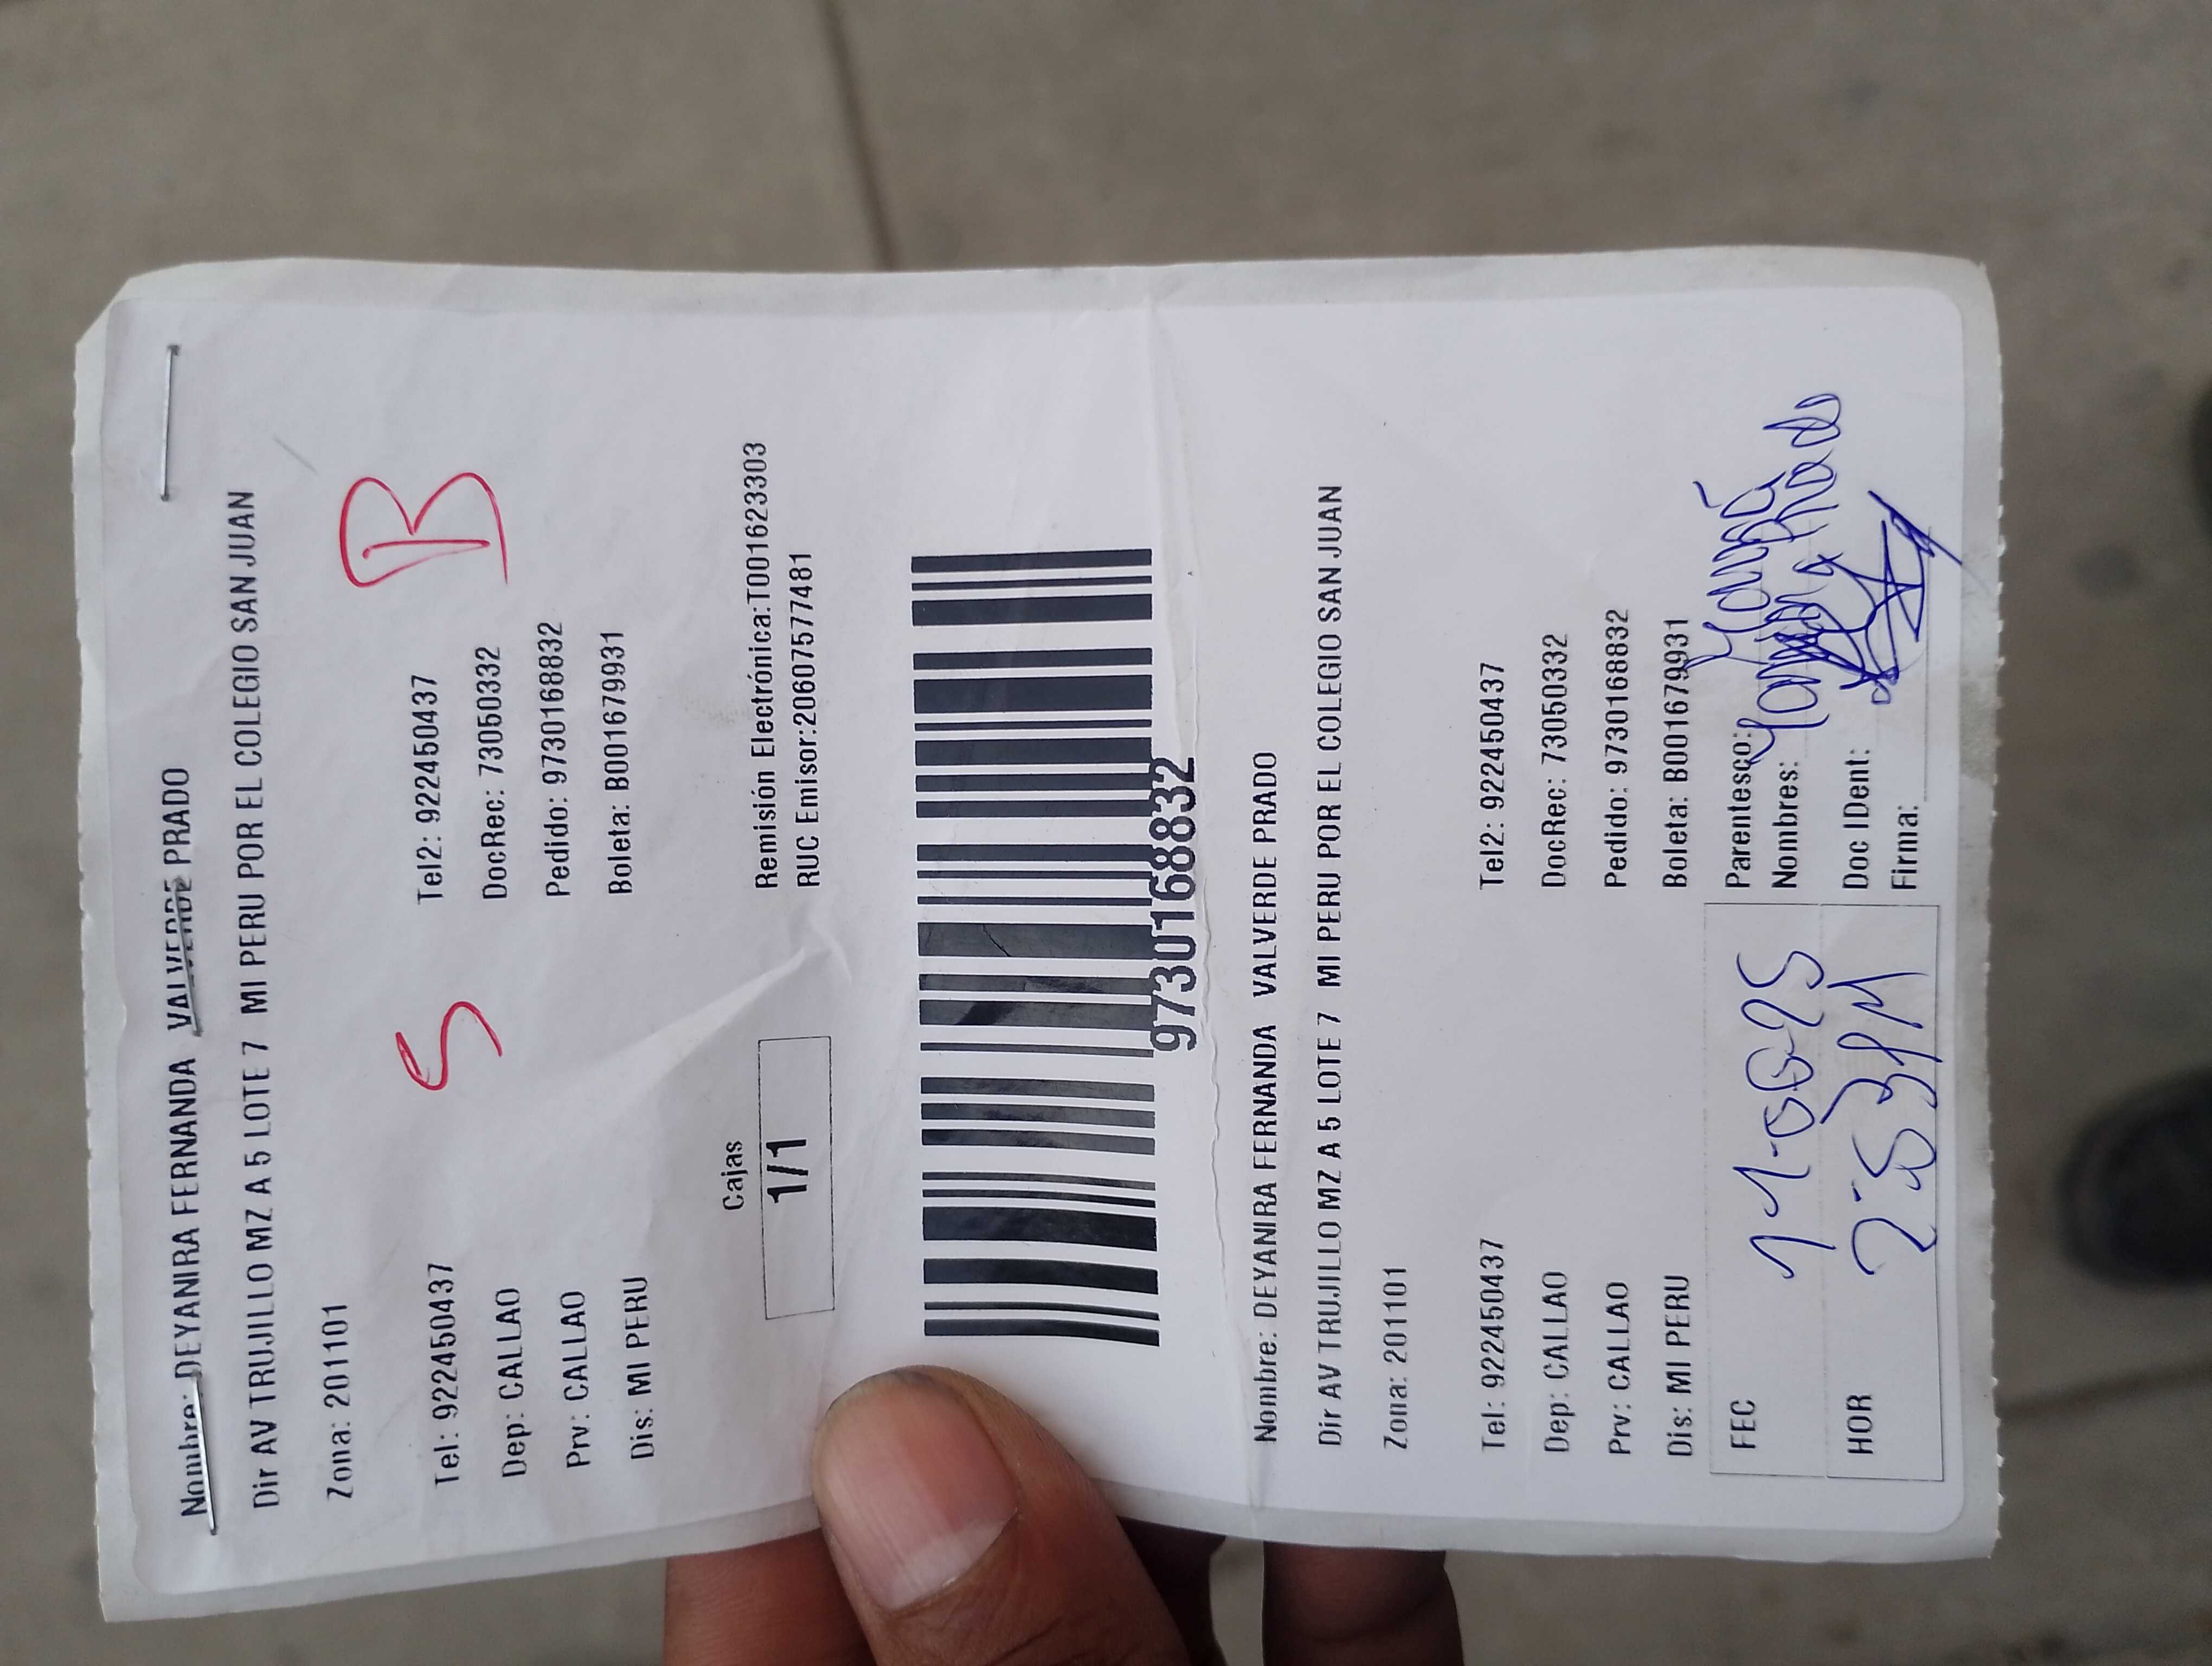 Nombre: DEYANIRA FERNANDA VALVERDE PRADO
Dir AV TRUJILLO MZ A 5 LOTE 7 MI PERU POR EL COLEGIO SAN JUAN
Zona: 201101
S B
Tel: 922450437 Tel2: 922450437
Dep: CALLAO DocRec: 73050332
Prv: CALLAO Pedido: 9730168832
Dis: MI PERU Boleta: B001679931
Cajas
1/1
Remisión Electrónica:T001623303
RUC Emisor:20607577481
9730168832
Nombre: DEYANIRA FERNANDA VALVERDE PRADO
Dir AV TRUJILLO MZ A 5 LOTE 7 MI PERU POR EL COLEGIO SAN JUAN
Zona: 201101
Tel: 922450437 Tel2: 922450437
Dep: CALLAO DocRec: 73050332
Prv: CALLAO Pedido: 9730168832
Dis: MI PERU Boleta: B001679931
FEC Parentesco: Mamá
Nombres: Prado
HOR Doc IDent:
Firma: